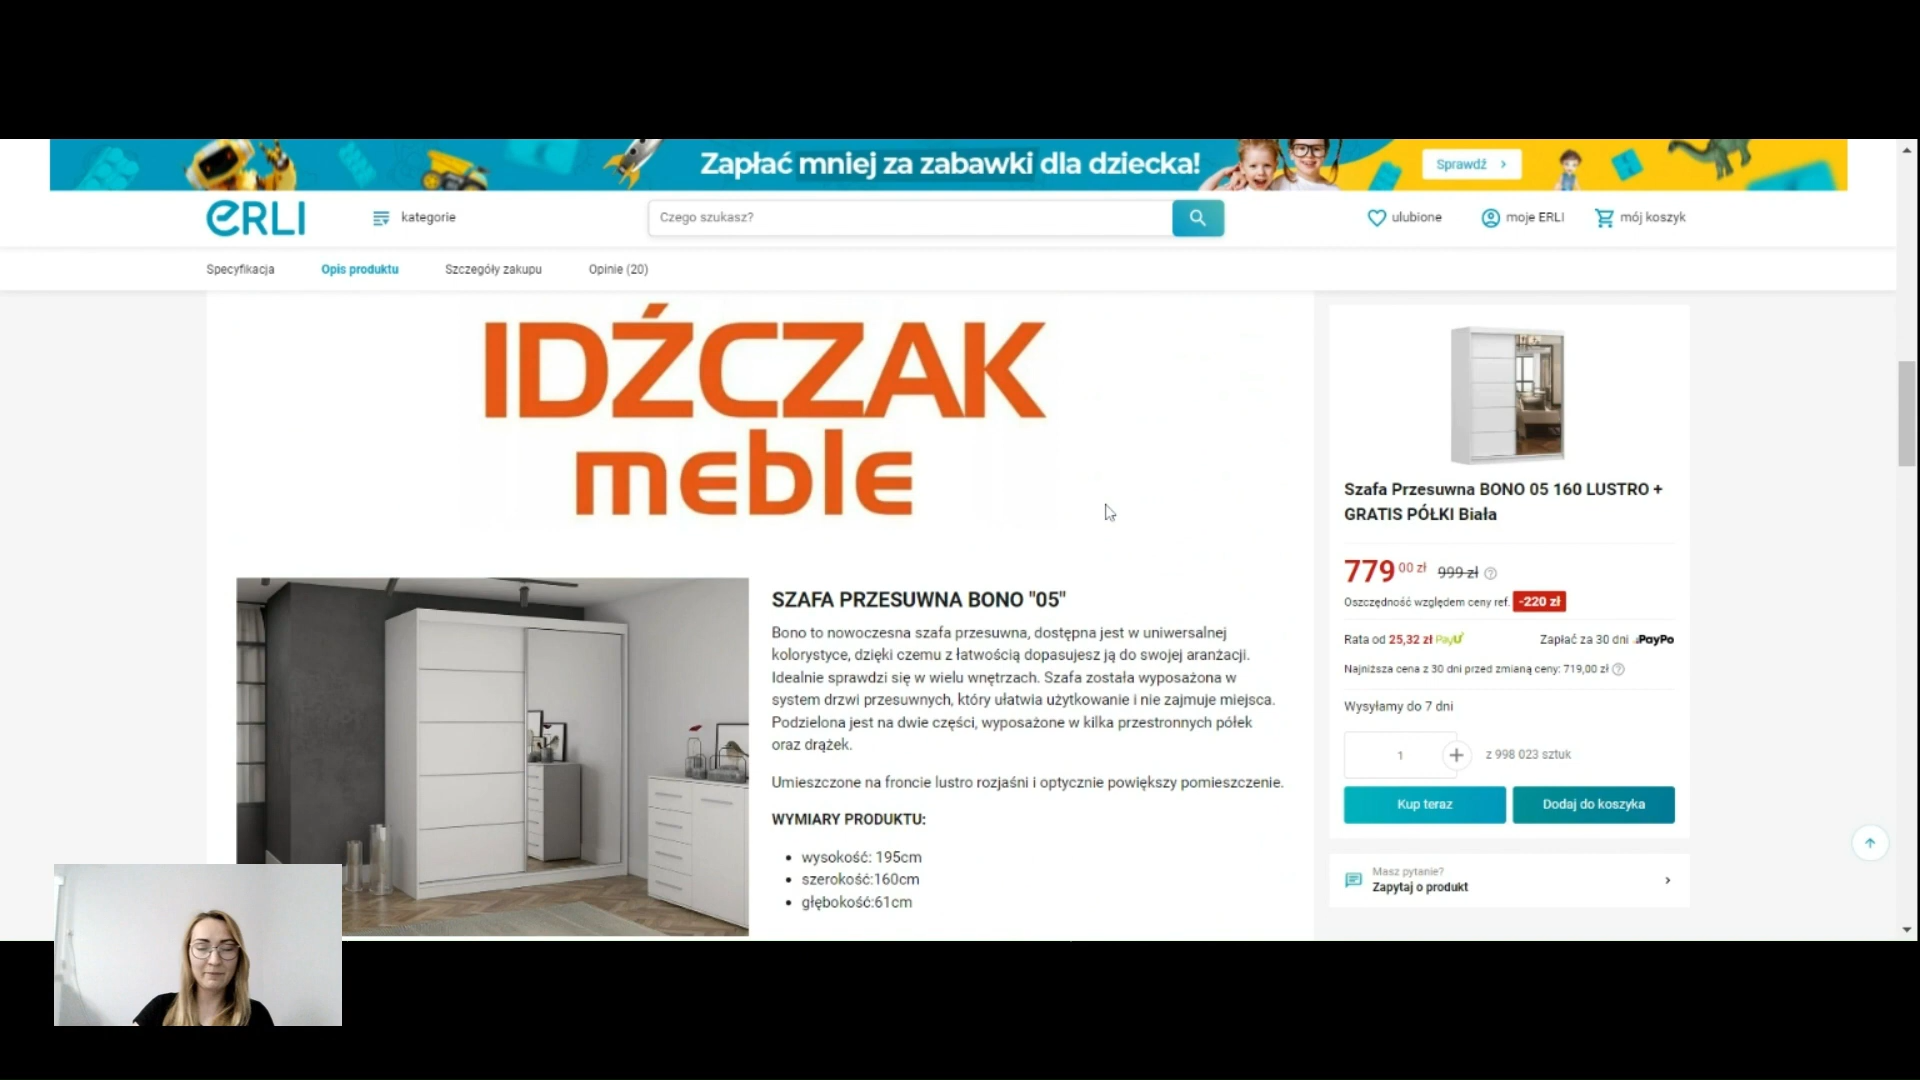 Zapłać mniej za zabawki dla dziecka!
Sprawdź
ERLI
kategorie
Czego szukasz?
ulubione
moje ERLI
mój koszyk
Specyfikacja
Opis produktu
Szczegóły zakupu
Opinie (20)
IDŹCZAK
meble
SZAFA PRZESUWNA BONO "05"
Bono to nowoczesna szafa przesuwna, dostępna jest w uniwersalnej
kolorystyce, dzięki czemu z łatwością dopasujesz ją do swojej aranżacji.
Idealnie sprawdzi się w wielu wnętrzach. Szafa została wyposażona w
system drzwi przesuwnych, który ułatwia użytkowanie i nie zajmuje miejsca.
Podzielona jest na dwie części, wyposażone w kilka przestronnych półek
oraz drążek.
Umieszczone na froncie lustro rozjaśni i optycznie powiększy pomieszczenie.
WYMIARY PRODUKTU:
• wysokość: 195cm
• szerokość:160cm
• głębokość:61cm
Szafa Przesuwna BONO 05 160 LUSTRO +
GRATIS PÓŁKI Biała
779 00 zł 999 zł
Oszczędność względem ceny ref. -220 zł
Rata od 25,32 zł PayU
Zapłać za 30 dni PayPo
Najniższa cena z 30 dni przed zmianą ceny: 719,00 zł
Wysyłamy do 7 dni
1 + z 998 023 sztuk
Kup teraz
Dodaj do koszyka
Masz pytanie?
Zapytaj o produkt